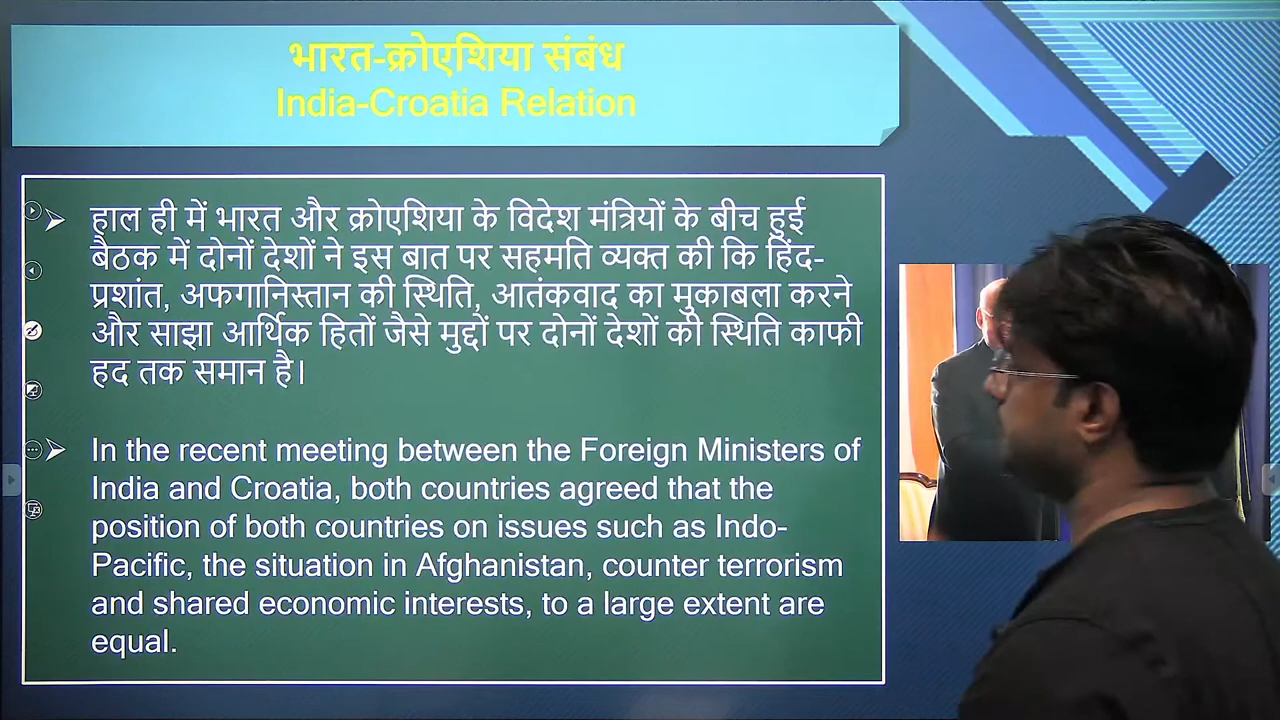 भारत-क्रोएशिया संबंध
India-Croatia Relation
हाल ही में भारत और क्रोएशिया के विदेश मंत्रियों के बीच हुई
बैठक में दोनों देशों ने इस बात पर सहमति व्यक्त की कि हिंद-
प्रशांत, अफगानिस्तान की स्थिति, आतंकवाद का मुकाबला करने
और साझा आर्थिक हितों जैसे मुद्दों पर दोनों देशों की स्थिति काफी
हद तक समान है।
In the recent meeting between the Foreign Ministers of
India and Croatia, both countries agreed that the
position of both countries on issues such as Indo-
Pacific, the situation in Afghanistan, counter terrorism
and shared economic interests, to a large extent are
equal.